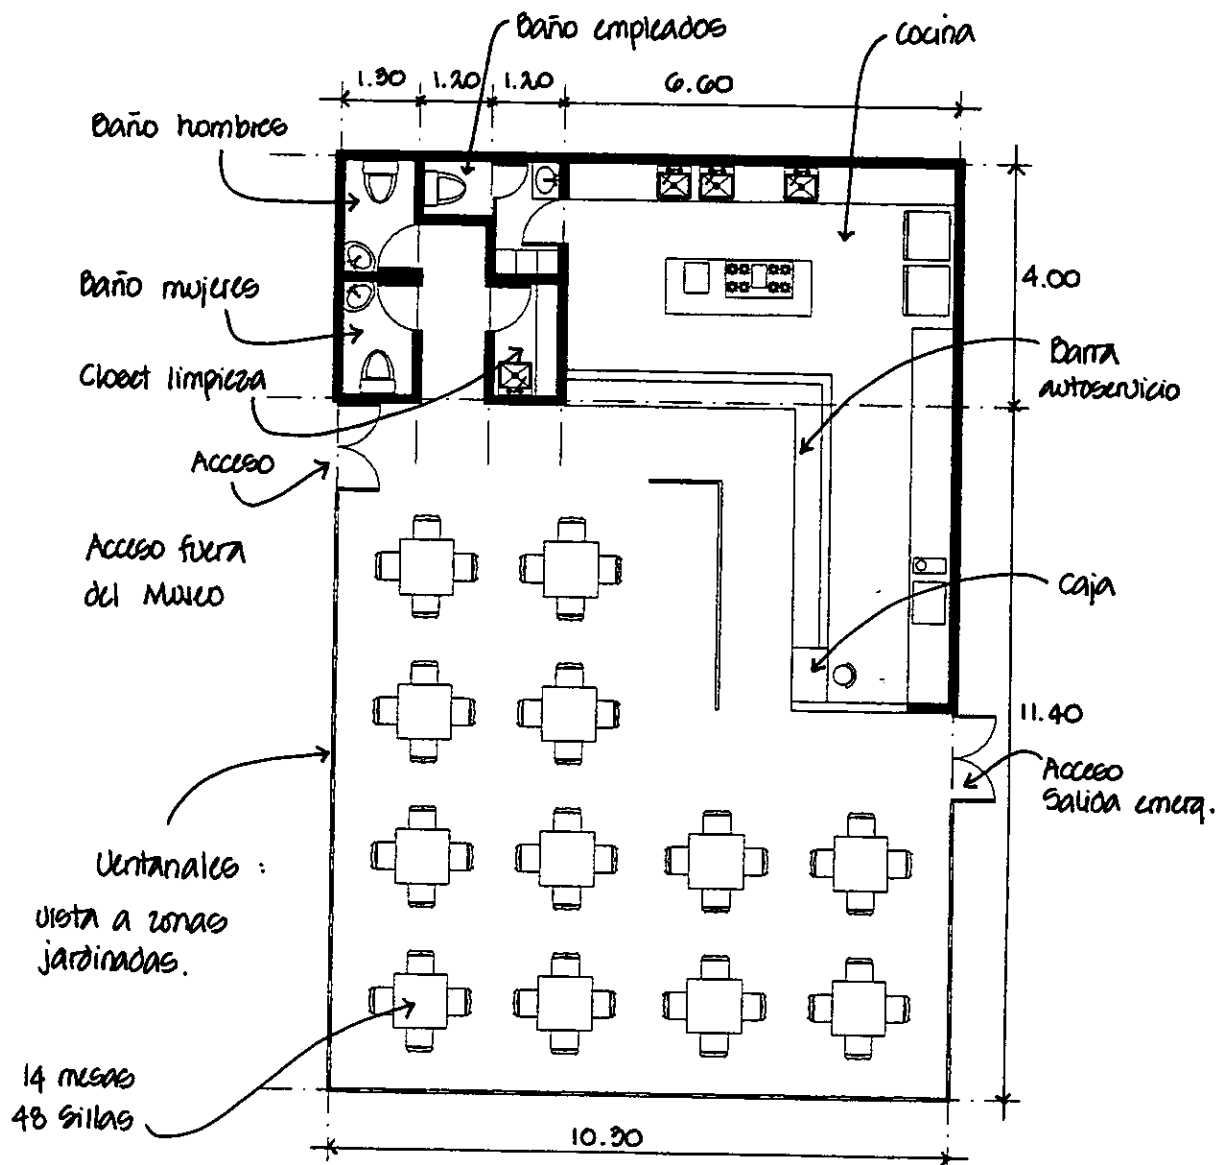 Baño empleados
cocina
1.30 1.20 1.20 6.60
Baño hombres
4.00
Baño mujeres
Barra
autoservicio
Closet limpieza
Acceso
Acceso fuera
del Museo
Caja
11.40
Acceso
Salida emerg.
Ventanales :
vista a zonas
jardinadas.
14 mesas
48 sillas
10.30